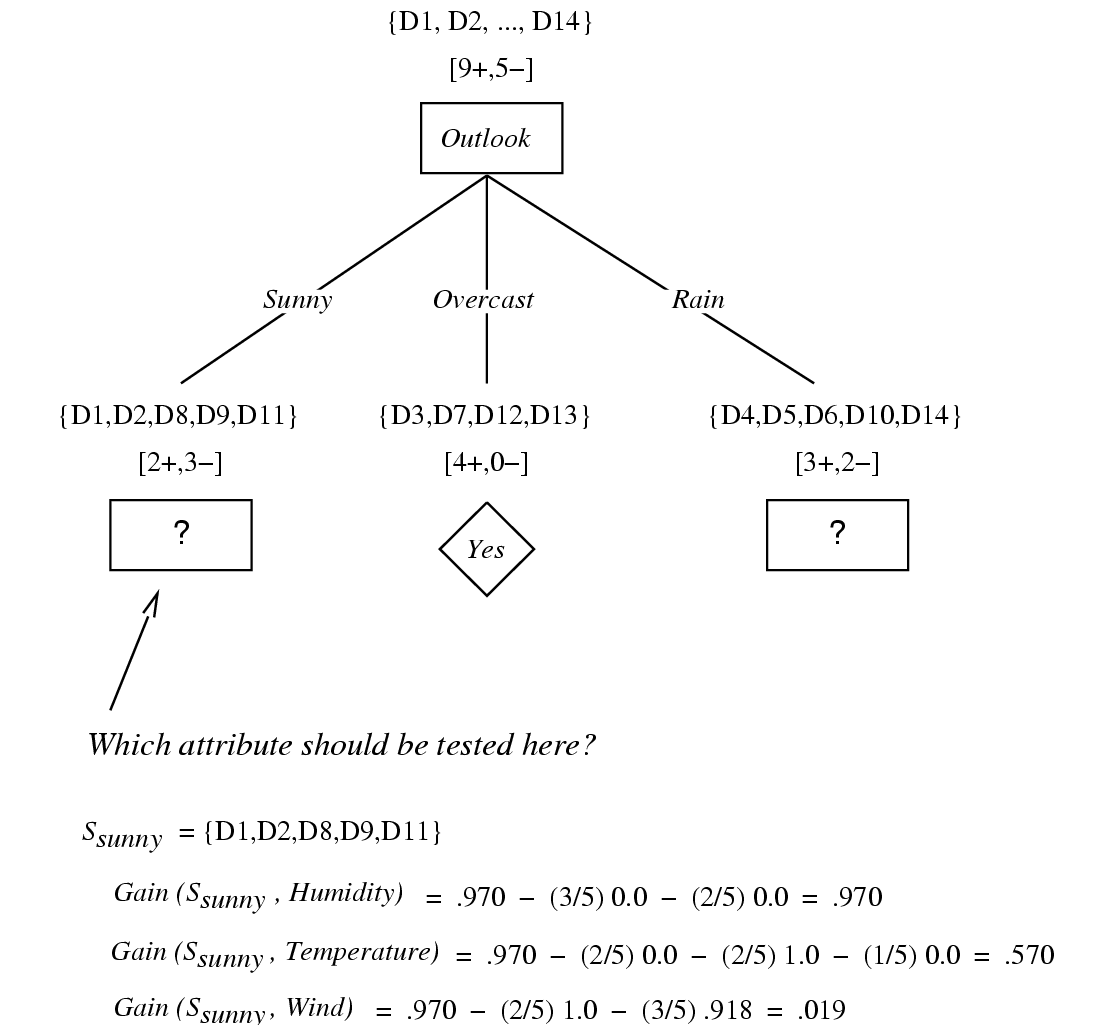 {D1, D2, ..., D14}
[9+,5−]
Outlook
Sunny Overcast Rain
{D1,D2,D8,D9,D11} {D3,D7,D12,D13} {D4,D5,D6,D10,D14}
[2+,3−] [4+,0−] [3+,2−]
? Yes ?
Which attribute should be tested here?
Ssunny = {D1,D2,D8,D9,D11}
Gain (Ssunny , Humidity) = .970 − (3/5) 0.0 − (2/5) 0.0 = .970
Gain (Ssunny , Temperature) = .970 − (2/5) 0.0 − (2/5) 1.0 − (1/5) 0.0 = .570
Gain (Ssunny , Wind) = .970 − (2/5) 1.0 − (3/5) .918 = .019